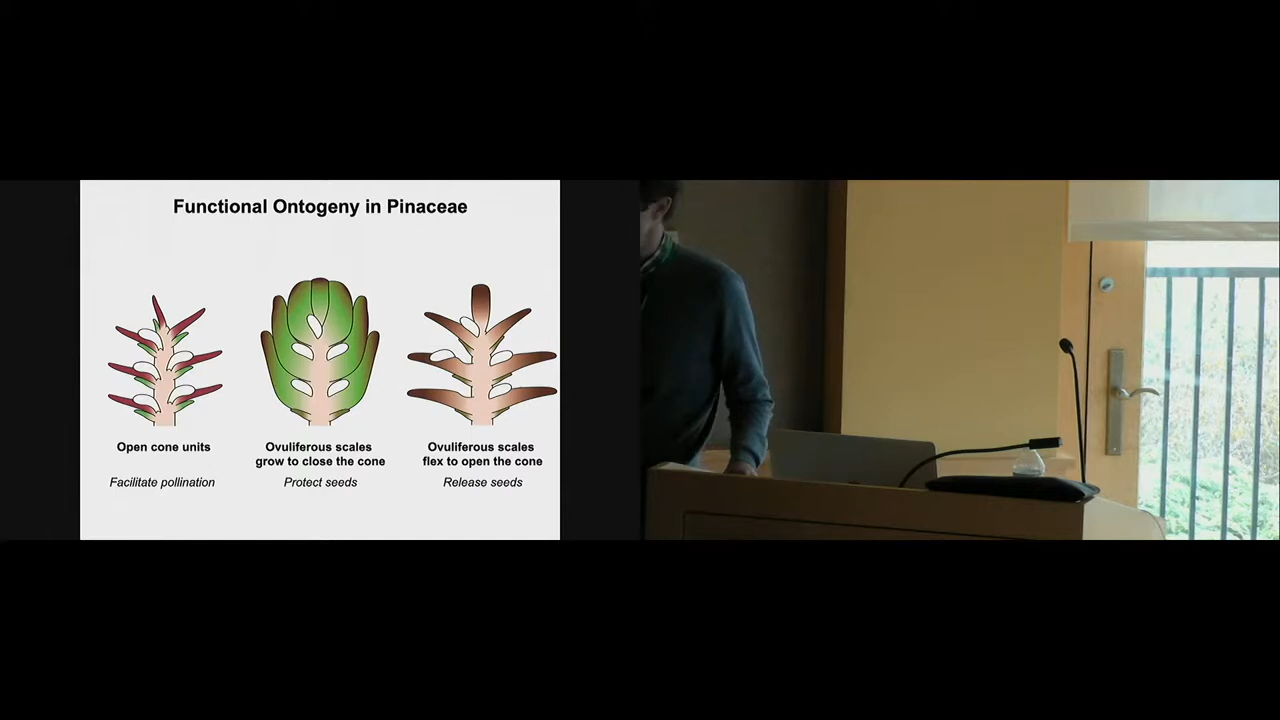 Functional Ontogeny in Pinaceae
Open cone units
Facilitate pollination
Ovuliferous scales
grow to close the cone
Protect seeds
Ovuliferous scales
flex to open the cone
Release seeds